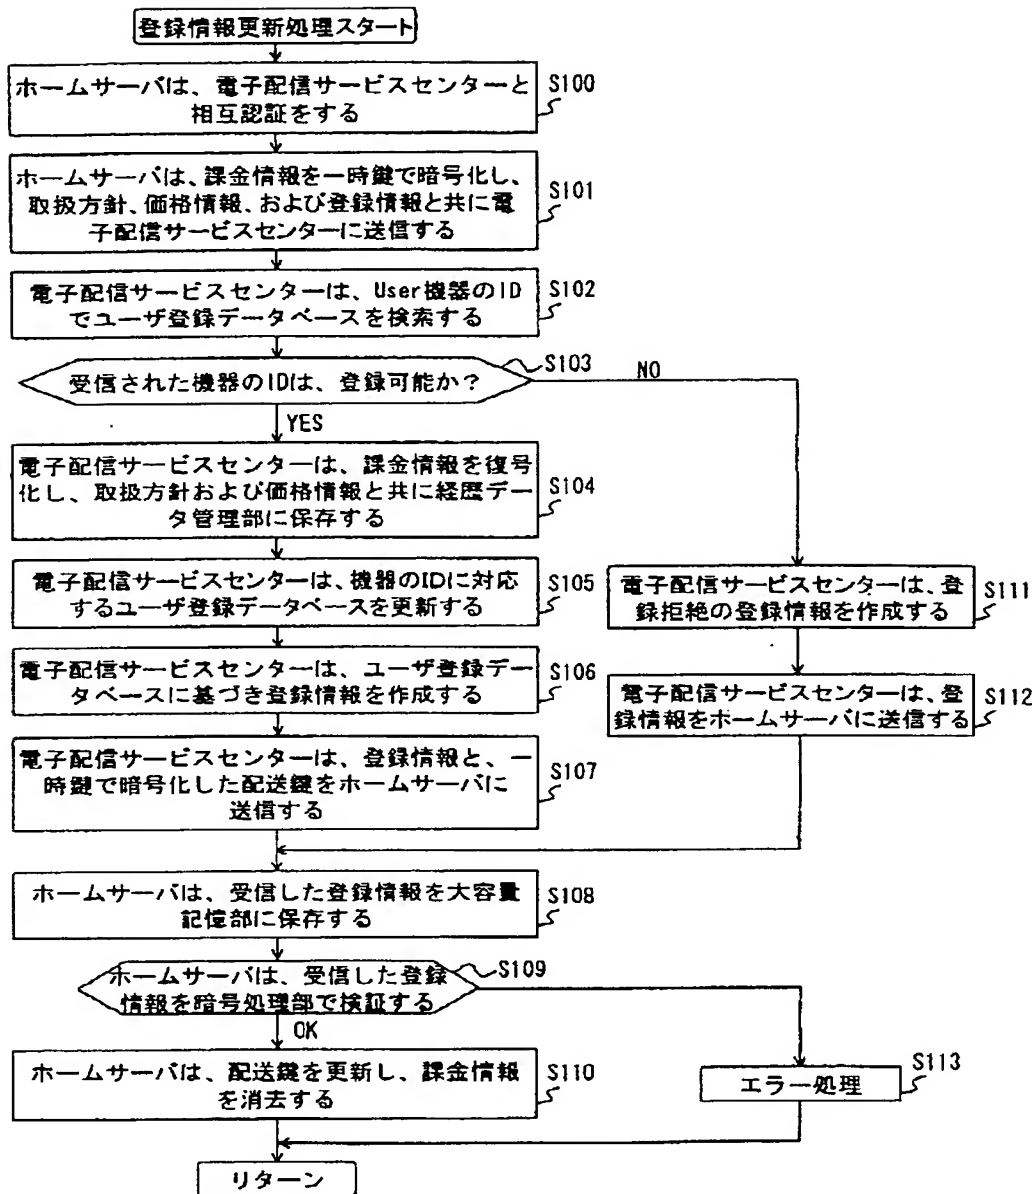 登録情報更新処理スタート
ホームサーバは、電子配信サービスセンターと
相互認証をする
S100
ホームサーバは、課金情報を一時鍵で暗号化し、
取扱方針、価格情報、および登録情報と共に電
子配信サービスセンターに送信する
S101
電子配信サービスセンターは、User機器のID
でユーザ登録データベースを検索する
S102
受信された機器のIDは、登録可能か？
S103
NO
YES
電子配信サービスセンターは、課金情報を復号
化し、取扱方針および価格情報と共に経歴デー
タ管理部に保存する
S104
電子配信サービスセンターは、機器のIDに対応
するユーザ登録データベースを更新する
S105
電子配信サービスセンターは、登
録拒絶の登録情報を作成する
S111
電子配信サービスセンターは、ユーザ登録デー
タベースに基づき登録情報を作成する
S106
電子配信サービスセンターは、登
録情報をホームサーバに送信する
S112
電子配信サービスセンターは、登録情報と、一
時鍵で暗号化した配送鍵をホームサーバに
送信する
S107
ホームサーバは、受信した登録情報を大容量
記憶部に保存する
S108
ホームサーバは、受信した登録
情報を暗号処理部で検証する
S109
OK
ホームサーバは、配送鍵を更新し、課金情報
を消去する
S110
エラー処理
S113
リターン